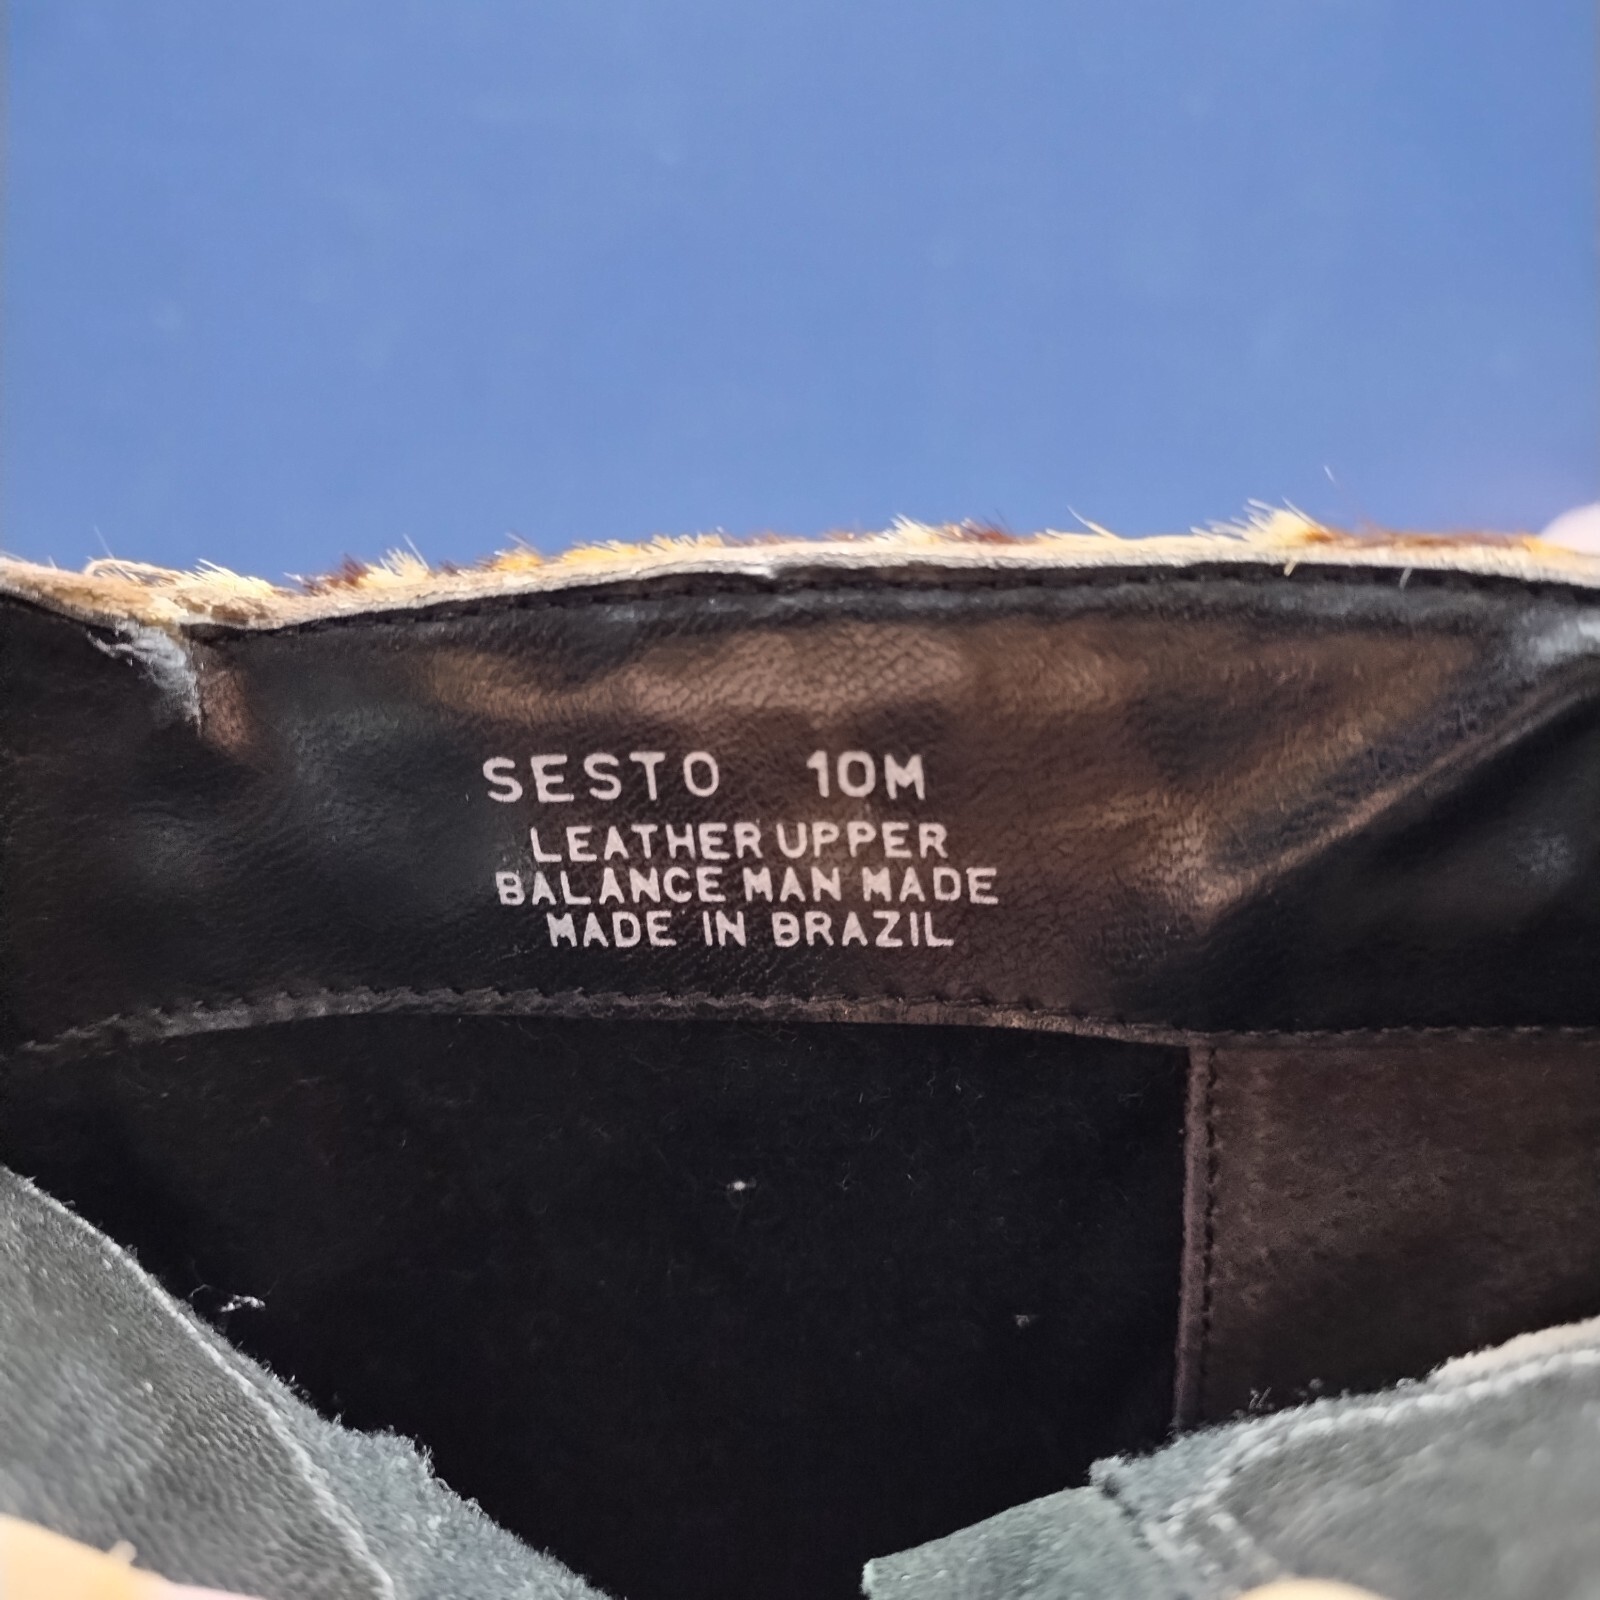 SESTO 10M
LEATHER UPPER
BALANCE MAN MADE
MADE IN BRAZIL